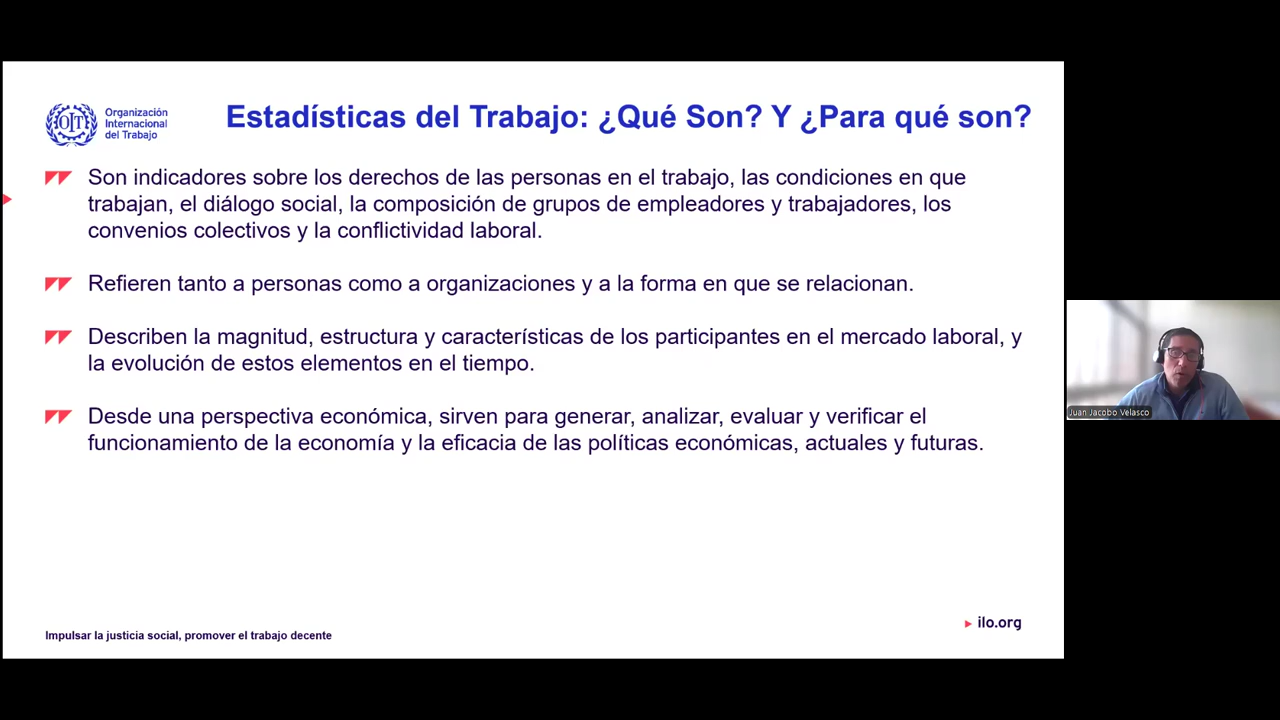 OIT
Organización
Internacional
del Trabajo
Estadísticas del Trabajo: ¿Qué Son? Y ¿Para qué son?
Son indicadores sobre los derechos de las personas en el trabajo, las condiciones en que
trabajan, el diálogo social, la composición de grupos de empleadores y trabajadores, los
convenios colectivos y la conflictividad laboral.
Refieren tanto a personas como a organizaciones y a la forma en que se relacionan.
Describen la magnitud, estructura y características de los participantes en el mercado laboral, y
la evolución de estos elementos en el tiempo.
Desde una perspectiva económica, sirven para generar, analizar, evaluar y verificar el
funcionamiento de la economía y la eficacia de las políticas económicas, actuales y futuras.
Juan Jacobo Velasco
Impulsar la justicia social, promover el trabajo decente
ilo.org